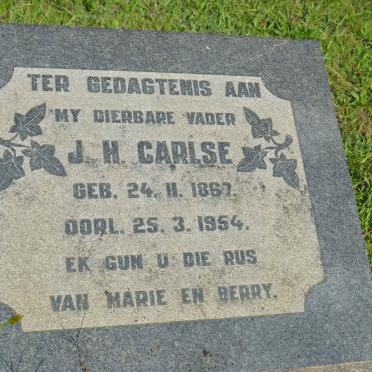 TER GEDAGTENIS AAN
MY DIERBARE VADER
J. H. CARLSE
GEB. 24. 11. 1867.
OORL. 25. 3. 1954.
EK GUN U DIE RUS
VAN MARIE EN BERRY.